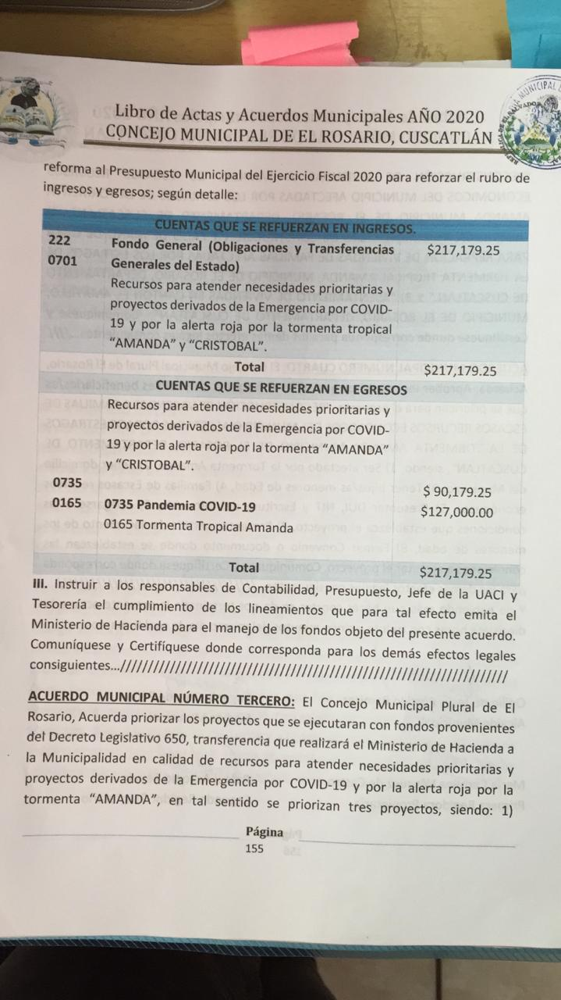 Libro de Actas y Acuerdos Municipales AÑO 2020
CONCEJO MUNICIPAL DE EL ROSARIO, CUSCATLÁN
reforma al Presupuesto Municipal del Ejercicio Fiscal 2020 para reforzar el rubro de
ingresos y egresos; según detalle:
CUENTAS QUE SE REFUERZAN EN INGRESOS.
222 Fondo General (Obligaciones y Transferencias $217,179.25
0701 Generales del Estado)
Recursos para atender necesidades prioritarias y
proyectos derivados de la Emergencia por COVID-
19 y por la alerta roja por la tormenta tropical
“AMANDA” y “CRISTOBAL”.
Total $217,179.25
CUENTAS QUE SE REFUERZAN EN EGRESOS
Recursos para atender necesidades prioritarias y
proyectos derivados de la Emergencia por COVID-
19 y por la alerta roja por la tormenta “AMANDA”
y “CRISTOBAL”.
0735 $ 90,179.25
0165 0735 Pandemia COVID-19 $127,000.00
0165 Tormenta Tropical Amanda
Total $217,179.25
III. Instruir a los responsables de Contabilidad, Presupuesto, Jefe de la UACI y
Tesorería el cumplimiento de los lineamientos que para tal efecto emita el
Ministerio de Hacienda para el manejo de los fondos objeto del presente acuerdo.
Comuníquese y Certifíquese donde corresponda para los demás efectos legales
consiguientes...///////////////////////////////////////////////////////////////////////
ACUERDO MUNICIPAL NÚMERO TERCERO: El Concejo Municipal Plural de El
Rosario, Acuerda priorizar los proyectos que se ejecutaran con fondos provenientes
del Decreto Legislativo 650, transferencia que realizará el Ministerio de Hacienda a
la Municipalidad en calidad de recursos para atender necesidades prioritarias y
proyectos derivados de la Emergencia por COVID-19 y por la alerta roja por la
tormenta “AMANDA”, en tal sentido se priorizan tres proyectos, siendo: 1)
Página
155